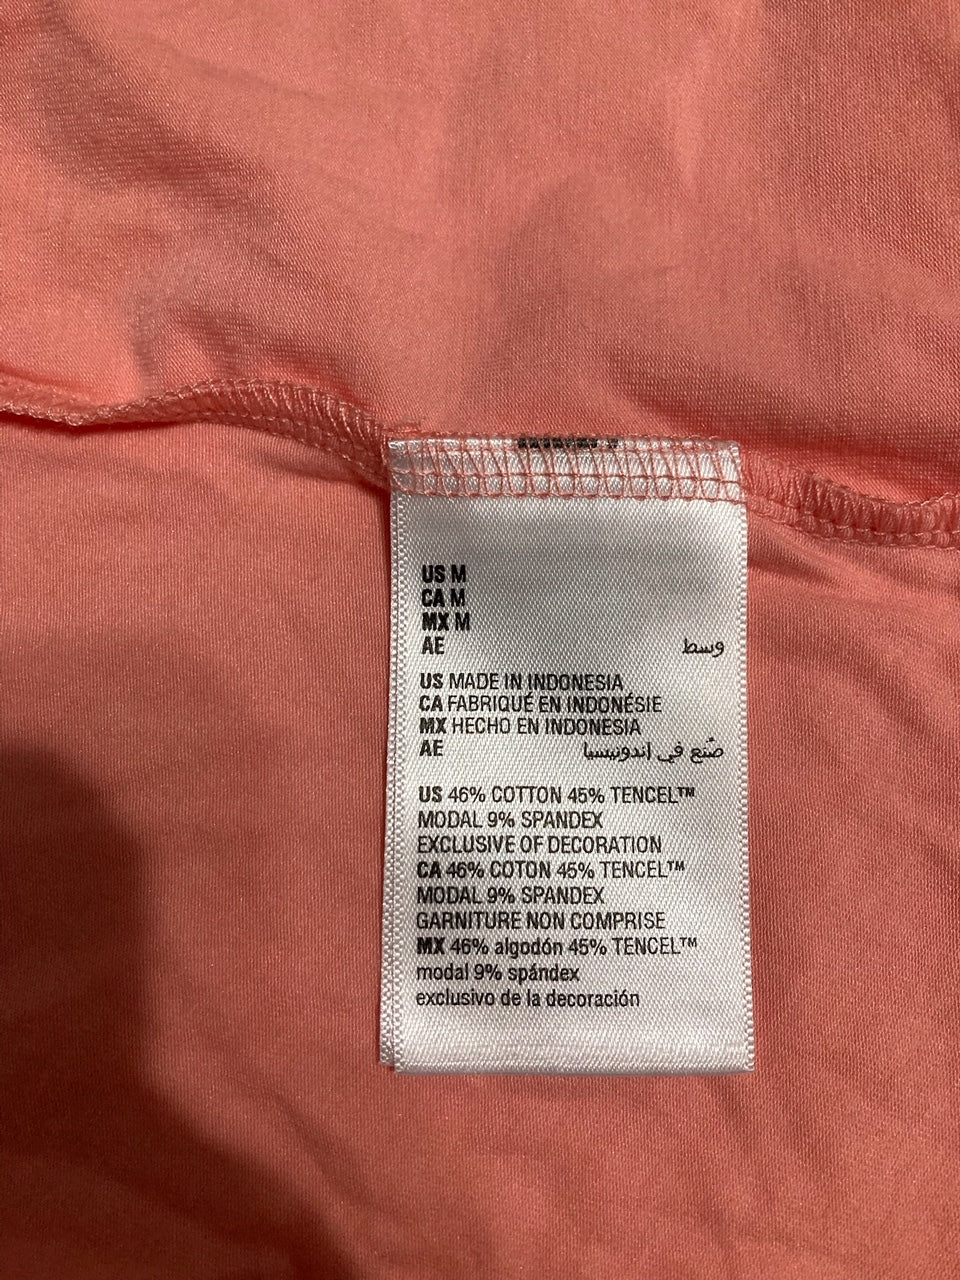 US M
CA M
MX M
AE وسط
US MADE IN INDONESIA
CA FABRIQUÉ EN INDONÉSIE
MX HECHO EN INDONESIA
AE صُنع في اندونيسيا
US 46% COTTON 45% TENCEL™
MODAL 9% SPANDEX
EXCLUSIVE OF DECORATION
CA 46% COTON 45% TENCEL™
MODAL 9% SPANDEX
GARNITURE NON COMPRISE
MX 46% algodón 45% TENCEL™
modal 9% spándex
exclusivo de la decoración